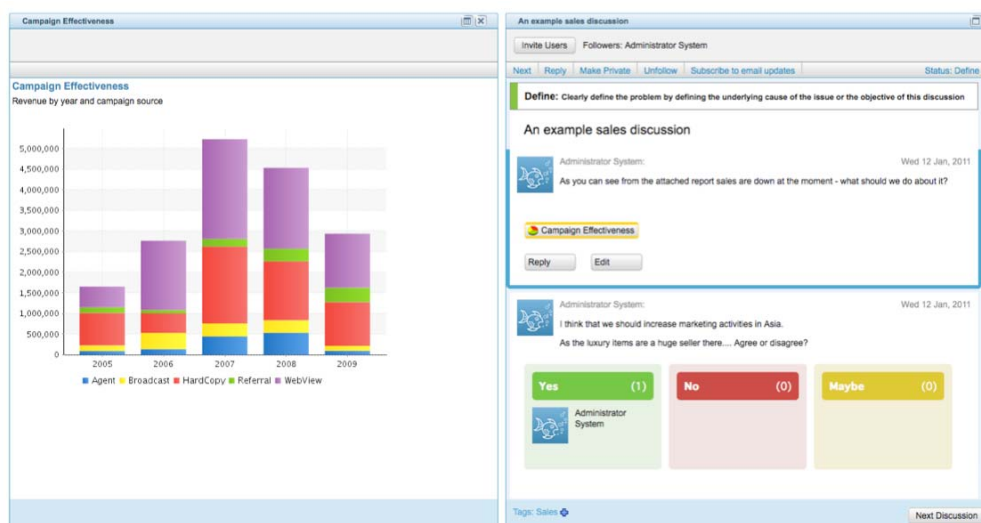 Campaign Effectiveness
Campaign Effectiveness
Revenue by year and campaign source
5,000,000
4,500,000
4,000,000
3,500,000
3,000,000
2,500,000
2,000,000
1,500,000
1,000,000
500,000
0
2005 2006 2007 2008 2009
Agent Broadcast HardCopy Referral WebView
An example sales discussion
Invite Users Followers: Administrator System
Next Reply Make Private Unfollow Subscribe to email updates Status: Define
Define: Clearly define the problem by defining the underlying cause of the issue or the objective of this discussion
An example sales discussion
Administrator System: Wed 12 Jan, 2011
As you can see from the attached report sales are down at the moment - what should we do about it?
Campaign Effectiveness
Reply Edit
Administrator System: Wed 12 Jan, 2011
I think that we should increase marketing activities in Asia.
As the luxury items are a huge seller there.... Agree or disagree?
Yes (1) No (0) Maybe (0)
Administrator
System
Tags: Sales
Next Discussion